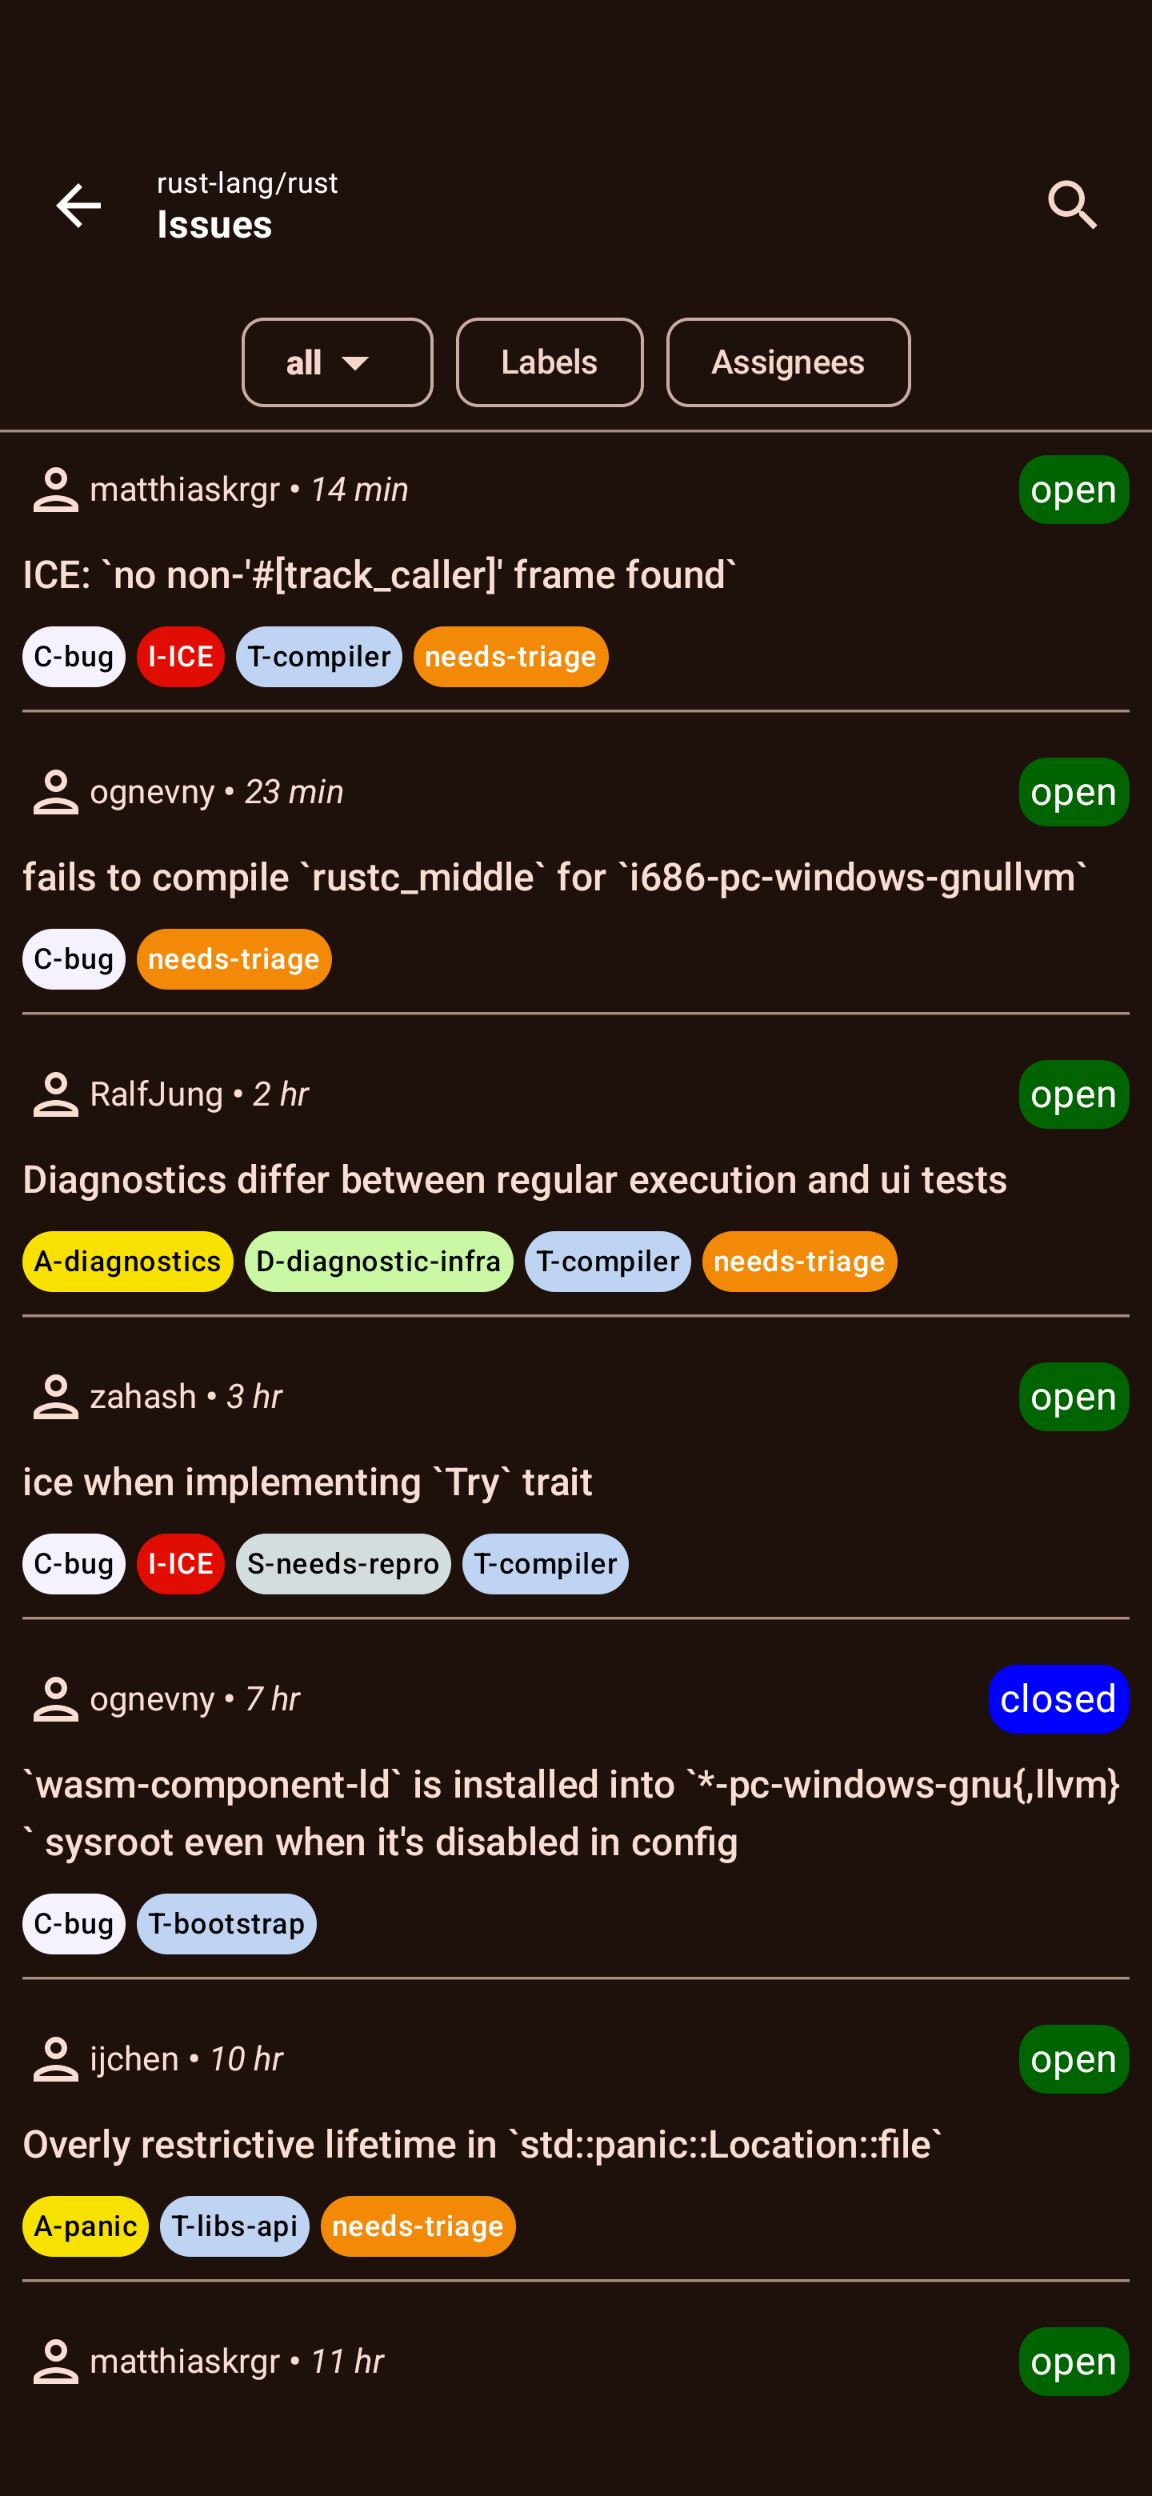 rust-lang/rust
Issues
all
Labels
Assignees
matthiaskrgr • 14 min
open
ICE: `no non-'#[track_caller]' frame found`
C-bug I-ICE T-compiler needs-triage
ognevny • 23 min
open
fails to compile `rustc_middle` for `i686-pc-windows-gnullvm`
C-bug needs-triage
RalfJung • 2 hr
open
Diagnostics differ between regular execution and ui tests
A-diagnostics D-diagnostic-infra T-compiler needs-triage
zahash • 3 hr
open
ice when implementing `Try` trait
C-bug I-ICE S-needs-repro T-compiler
ognevny • 7 hr
closed
`wasm-component-ld` is installed into `*-pc-windows-gnu{,llvm}
` sysroot even when it's disabled in config
C-bug T-bootstrap
ijchen • 10 hr
open
Overly restrictive lifetime in `std::panic::Location::file`
A-panic T-libs-api needs-triage
matthiaskrgr • 11 hr
open